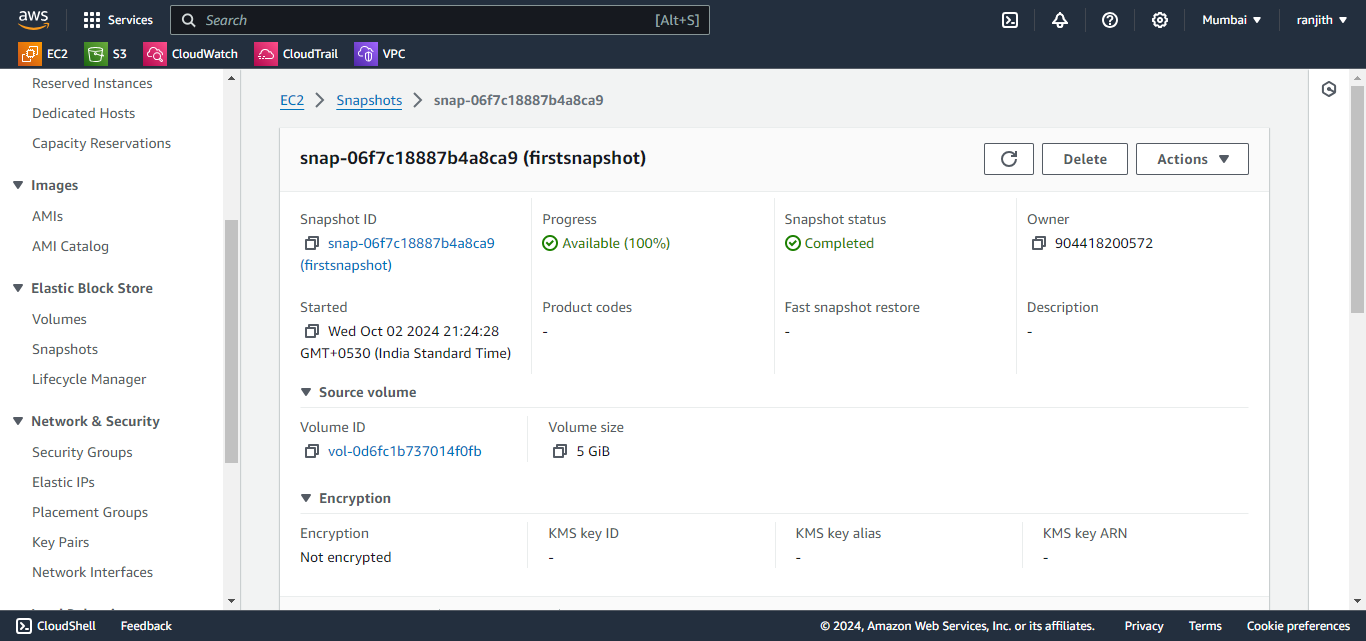 aws
Services
Search
[Alt+S]
Mumbai
ranjith
EC2
S3
CloudWatch
CloudTrail
VPC
Reserved Instances
Dedicated Hosts
Capacity Reservations
Images
AMIs
AMI Catalog
Elastic Block Store
Volumes
Snapshots
Lifecycle Manager
Network & Security
Security Groups
Elastic IPs
Placement Groups
Key Pairs
Network Interfaces
EC2 > Snapshots > snap-06f7c18887b4a8ca9
snap-06f7c18887b4a8ca9 (firstsnapshot)
Delete
Actions
Snapshot ID
snap-06f7c18887b4a8ca9
(firstsnapshot)
Progress
Available (100%)
Snapshot status
Completed
Owner
904418200572
Started
Wed Oct 02 2024 21:24:28
GMT+0530 (India Standard Time)
Product codes
-
Fast snapshot restore
-
Description
-
Source volume
Volume ID
vol-0d6fc1b737014f0fb
Volume size
5 GiB
Encryption
Encryption
Not encrypted
KMS key ID
-
KMS key alias
-
KMS key ARN
-
CloudShell
Feedback
© 2024, Amazon Web Services, Inc. or its affiliates.
Privacy
Terms
Cookie preferences